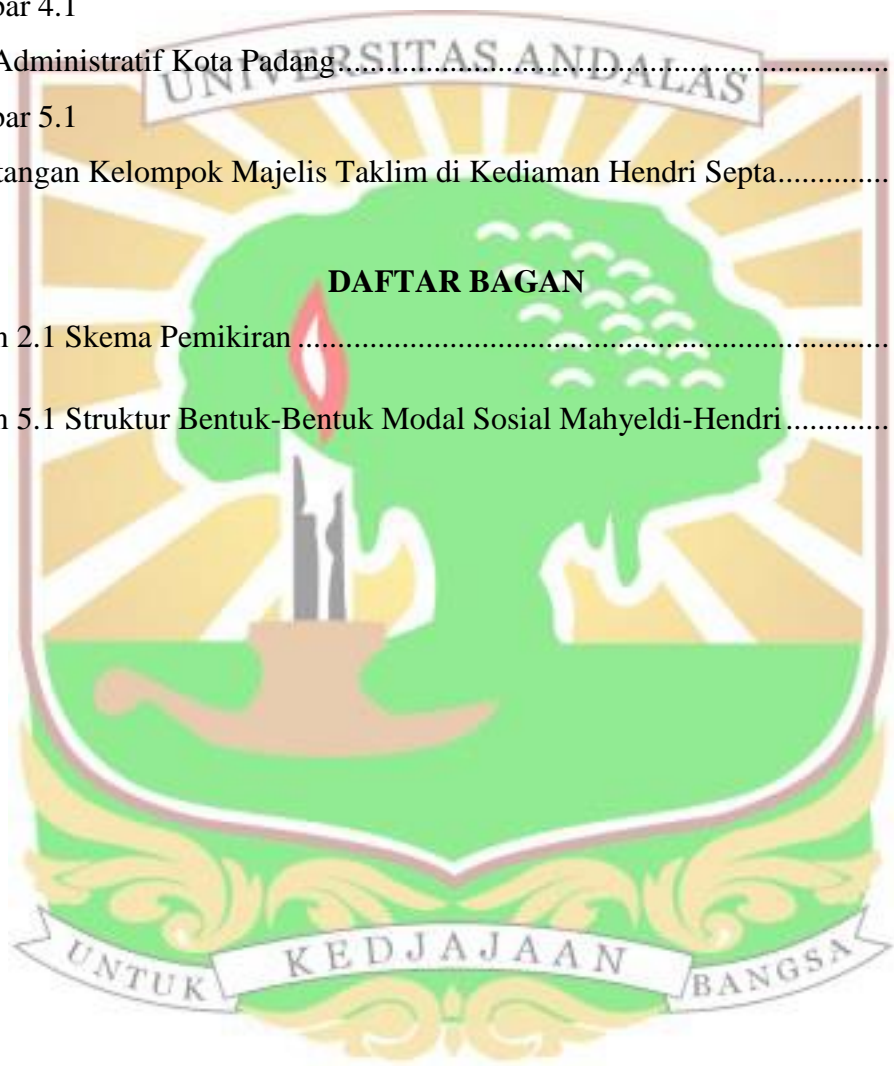 bar 4.1
Administratif Kota Padang
UNIVERSITAS ANDALAS
bar 5.1
tangan Kelompok Majelis Taklim di Kediaman Hendri Septa
DAFTAR BAGAN
n 2.1 Skema Pemikiran
n 5.1 Struktur Bentuk-Bentuk Modal Sosial Mahyeldi-Hendri
UNTUK KEDJAJAAN BANGSA